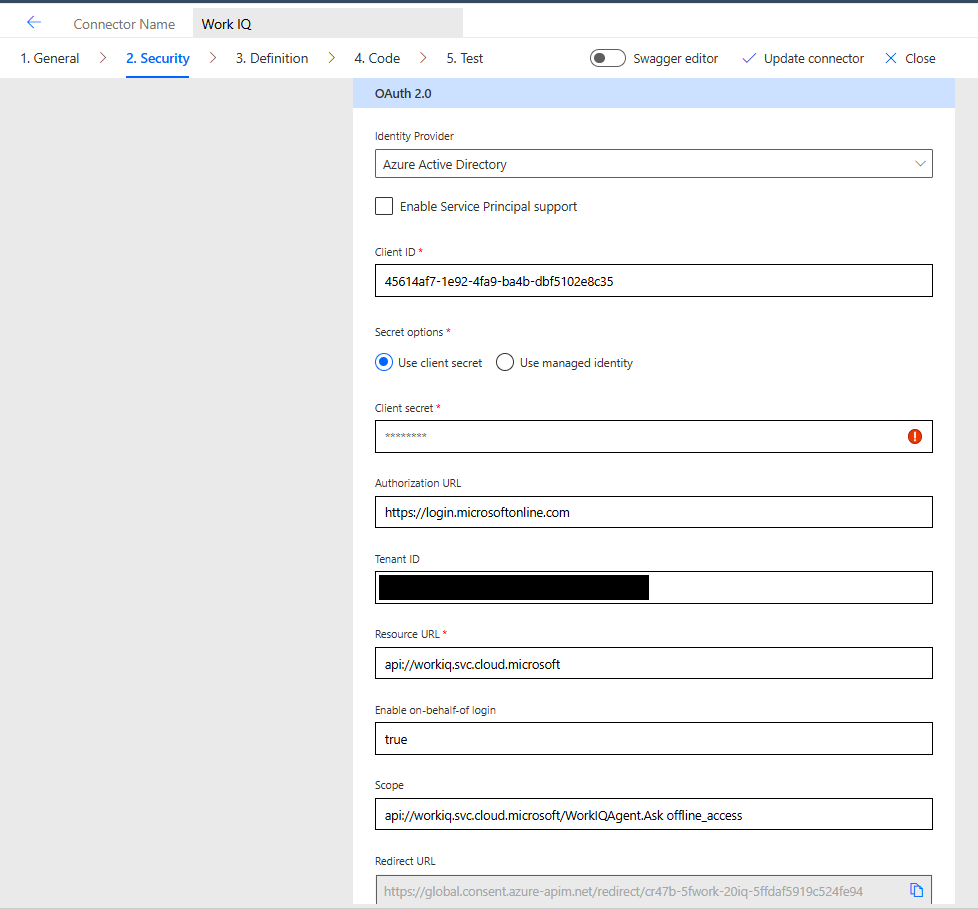 Connector Name Work IQ
1. General 2. Security 3. Definition 4. Code 5. Test Swagger editor Update connector Close
OAuth 2.0
Identity Provider
Azure Active Directory
Enable Service Principal support
Client ID *
45614af7-1e92-4fa9-ba4b-dbf5102e8c35
Secret options *
Use client secret Use managed identity
Client secret *
********
Authorization URL
https://login.microsoftonline.com
Tenant ID
Resource URL *
api://workiq.svc.cloud.microsoft
Enable on-behalf-of login
true
Scope
api://workiq.svc.cloud.microsoft/WorkIQAgent.Ask offline_access
Redirect URL
https://global.consent.azure-apim.net/redirect/cr47b-5fwork-20iq-5ffdaf5919c524fe94